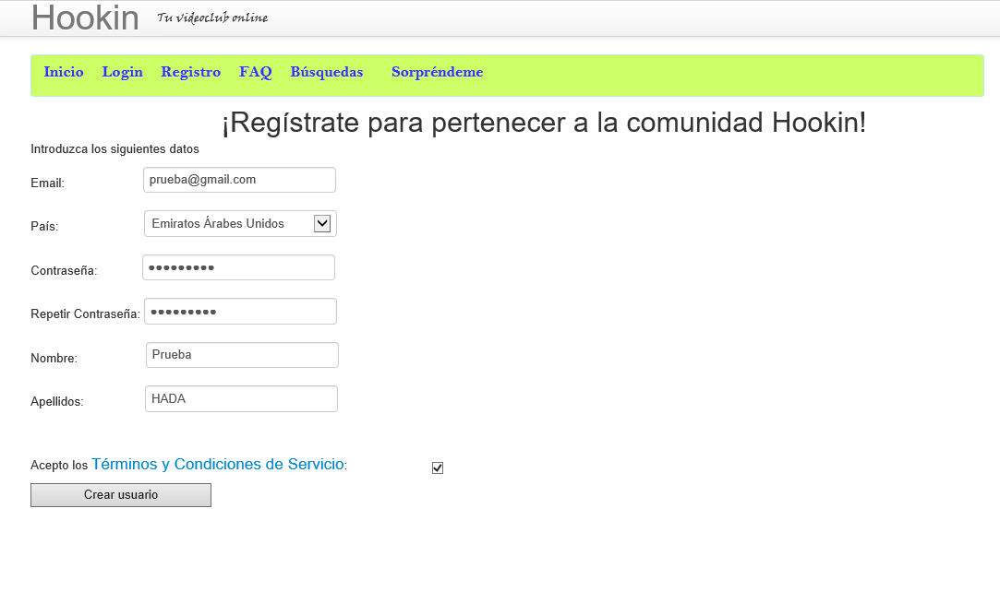 Hookin Tu videoclub online
Inicio Login Registro FAQ Búsquedas Sorpréndeme
¡Regístrate para pertenecer a la comunidad Hookin!
Introduzca los siguientes datos
Email: prueba@gmail.com
País: Emiratos Árabes Unidos
Contraseña: •••••••••
Repetir Contraseña: •••••••••
Nombre: Prueba
Apellidos: HADA
Acepto los Términos y Condiciones de Servicio:
Crear usuario